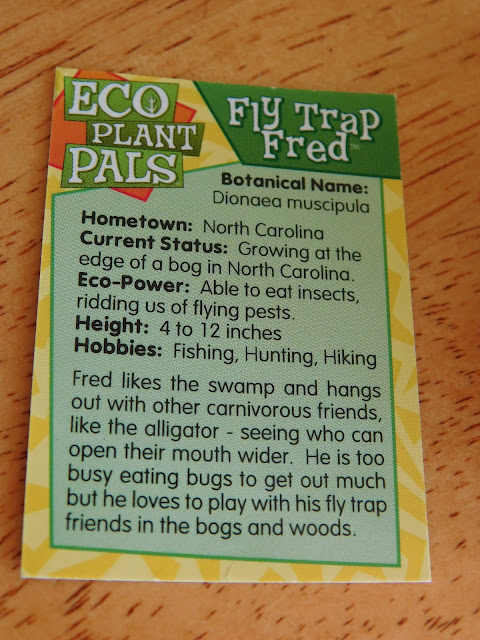 ECO
PLANT
PALS
Fly Trap
Fred™
Botanical Name:
Dionaea muscipula
Hometown: North Carolina
Current Status: Growing at the
edge of a bog in North Carolina.
Eco-Power: Able to eat insects,
ridding us of flying pests.
Height: 4 to 12 inches
Hobbies: Fishing, Hunting, Hiking
Fred likes the swamp and hangs
out with other carnivorous friends,
like the alligator - seeing who can
open their mouth wider. He is too
busy eating bugs to get out much
but he loves to play with his fly trap
friends in the bogs and woods.